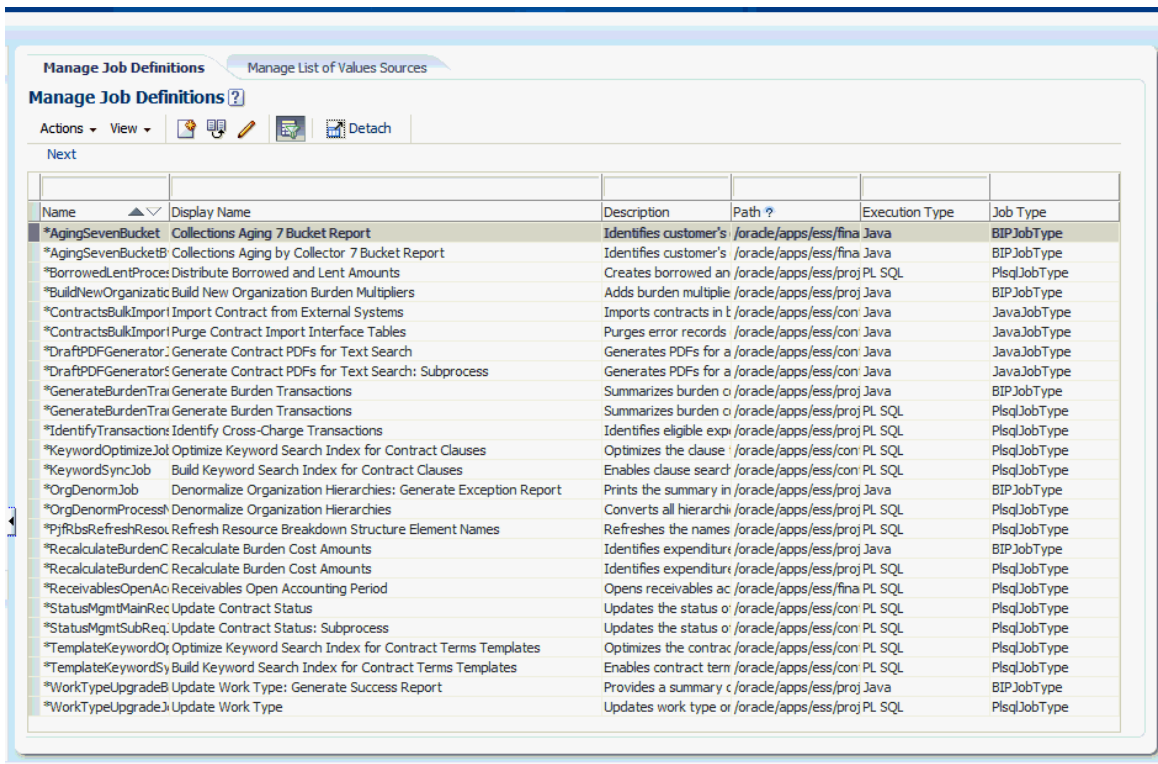 Manage Job Definitions Manage List of Values Sources
Manage Job Definitions ?
Actions View Detach
Next
Name Display Name Description Path ? Execution Type Job Type
*AgingSevenBucket Collections Aging 7 Bucket Report Identifies customer's /oracle/apps/ess/fina Java BIPJobType
*AgingSevenBucketB Collections Aging by Collector 7 Bucket Report Identifies customer's /oracle/apps/ess/fina Java BIPJobType
*BorrowedLentProces Distribute Borrowed and Lent Amounts Creates borrowed an /oracle/apps/ess/proj PL SQL PlsqlJobType
*BuildNewOrganizatic Build New Organization Burden Multipliers Adds burden multiplie /oracle/apps/ess/proj Java BIPJobType
*ContractsBulkImport Import Contract from External Systems Imports contracts in b /oracle/apps/ess/con Java JavaJobType
*ContractsBulkImport Purge Contract Import Interface Tables Purges error records /oracle/apps/ess/con Java JavaJobType
*DraftPDFGeneratorJ Generate Contract PDFs for Text Search Generates PDFs for a /oracle/apps/ess/con Java JavaJobType
*DraftPDFGeneratorS Generate Contract PDFs for Text Search: Subprocess Generates PDFs for a /oracle/apps/ess/con Java JavaJobType
*GenerateBurdenTra Generate Burden Transactions Summarizes burden c /oracle/apps/ess/proj Java BIPJobType
*GenerateBurdenTra Generate Burden Transactions Summarizes burden c /oracle/apps/ess/proj PL SQL PlsqlJobType
*IdentifyTransactions Identify Cross-Charge Transactions Identifies eligible exp /oracle/apps/ess/proj PL SQL PlsqlJobType
*KeywordOptimizeJob Optimize Keyword Search Index for Contract Clauses Optimizes the clause /oracle/apps/ess/con PL SQL PlsqlJobType
*KeywordSyncJob Build Keyword Search Index for Contract Clauses Enables clause search /oracle/apps/ess/con PL SQL PlsqlJobType
*OrgDenormJob Denormalize Organization Hierarchies: Generate Exception Report Prints the summary in /oracle/apps/ess/proj Java BIPJobType
*OrgDenormProcessN Denormalize Organization Hierarchies Converts all hierarchi /oracle/apps/ess/proj PL SQL PlsqlJobType
*PjfRbsRefreshResou Refresh Resource Breakdown Structure Element Names Refreshes the names /oracle/apps/ess/proj PL SQL PlsqlJobType
*RecalculateBurdenC Recalculate Burden Cost Amounts Identifies expenditure /oracle/apps/ess/proj Java BIPJobType
*RecalculateBurdenC Recalculate Burden Cost Amounts Identifies expenditure /oracle/apps/ess/proj PL SQL PlsqlJobType
*ReceivablesOpenAcc Receivables Open Accounting Period Opens receivables ac /oracle/apps/ess/fina PL SQL PlsqlJobType
*StatusMgmtMainRec Update Contract Status Updates the status o /oracle/apps/ess/con PL SQL PlsqlJobType
*StatusMgmtSubReq Update Contract Status: Subprocess Updates the status o /oracle/apps/ess/con PL SQL PlsqlJobType
*TemplateKeywordOp Optimize Keyword Search Index for Contract Terms Templates Optimizes the contrac /oracle/apps/ess/con PL SQL PlsqlJobType
*TemplateKeywordSy Build Keyword Search Index for Contract Terms Templates Enables contract term /oracle/apps/ess/con PL SQL PlsqlJobType
*WorkTypeUpgradeB Update Work Type: Generate Success Report Provides a summary c /oracle/apps/ess/proj Java BIPJobType
*WorkTypeUpgradeJ Update Work Type Updates work type or /oracle/apps/ess/proj PL SQL PlsqlJobType